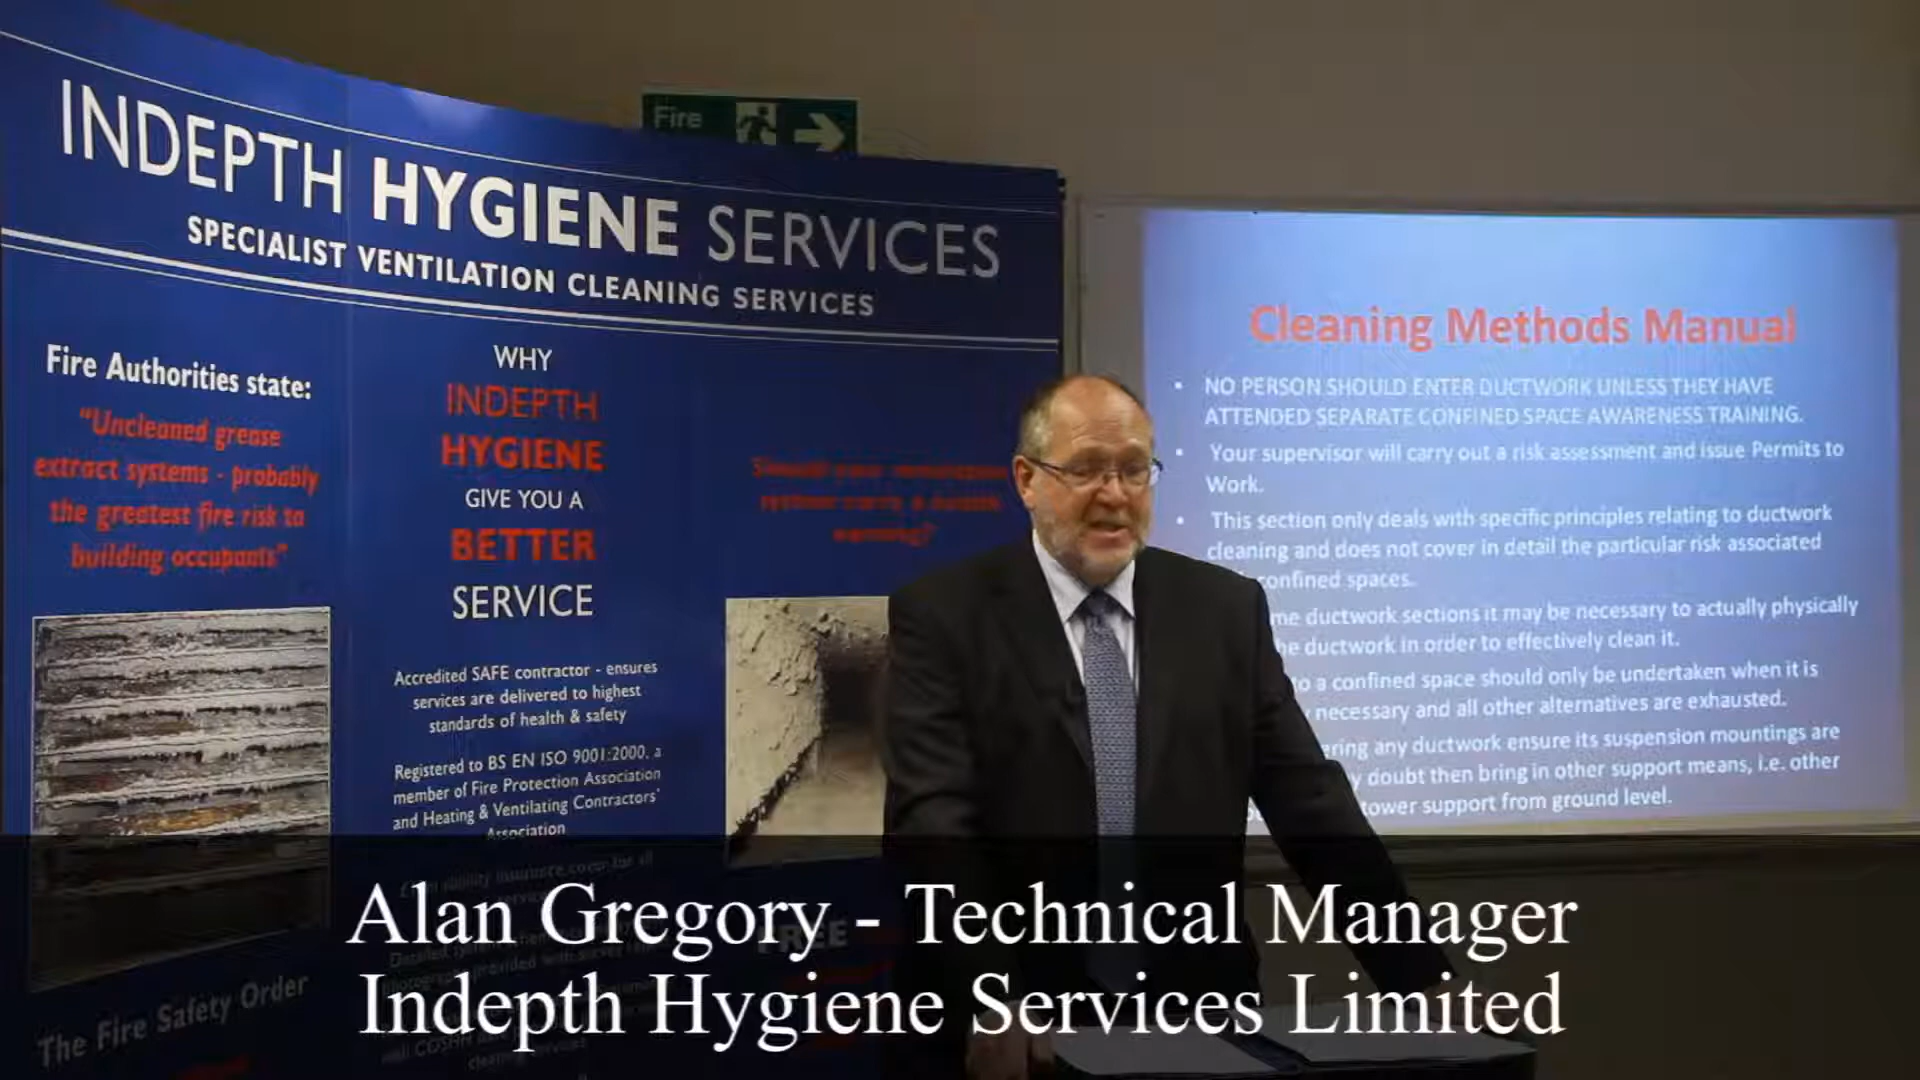 Fire
INDEPTH HYGIENE SERVICES
SPECIALIST VENTILATION CLEANING SERVICES
Fire Authorities state:
"Uncleaned grease
extract systems - probably
the greatest fire risk to
building occupants"
The Fire Safety Order
WHY
INDEPTH
HYGIENE
GIVE YOU A
BETTER
SERVICE
Accredited SAFE contractor - ensures
services are delivered to highest
standards of health & safety
Registered to BS EN ISO 9001:2000, a
member of Fire Protection Association
and Heating & Ventilating Contractors'
Association
FREE
Cleaning Methods Manual
• NO PERSON SHOULD ENTER DUCTWORK UNLESS THEY HAVE
ATTENDED SEPARATE CONFINED SPACE AWARENESS TRAINING.
• Your supervisor will carry out a risk assessment and issue Permits to
Work.
• This section only deals with specific principles relating to ductwork
cleaning and does not cover in detail the particular risk associated
confined spaces.
me ductwork sections it may be necessary to actually physically
ductwork in order to effectively clean it.
to a confined space should only be undertaken when it is
necessary and all other alternatives are exhausted.
ering any ductwork ensure its suspension mountings are
doubt then bring in other support means, i.e. other
tower support from ground level.
Alan Gregory - Technical Manager
Indepth Hygiene Services Limited